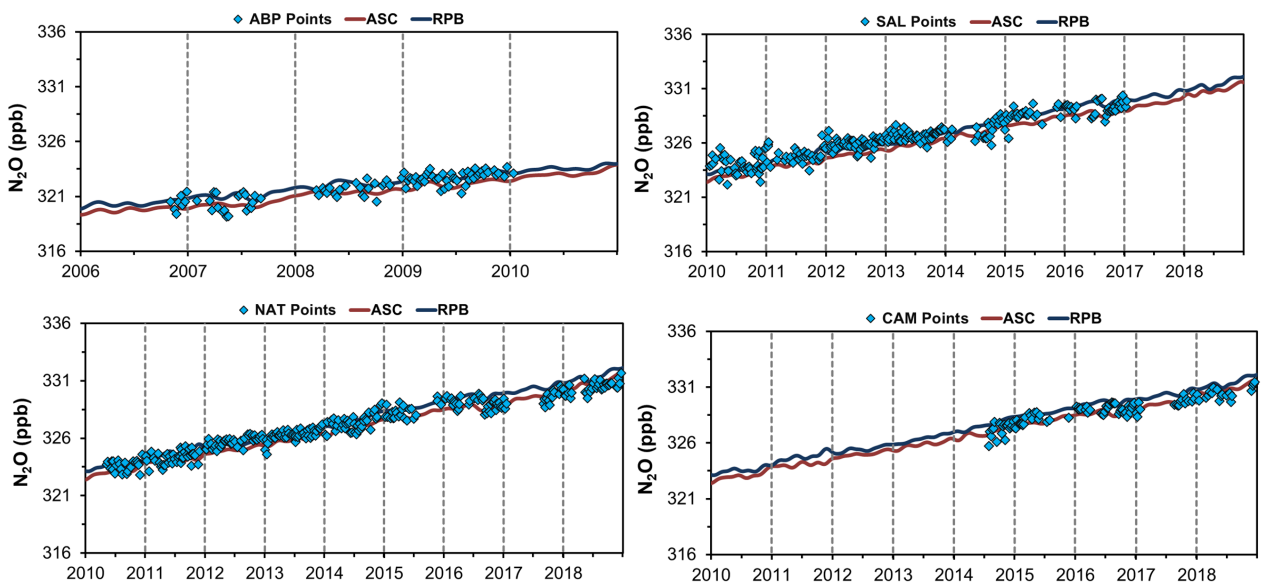 ABP Points ASC RPB
N₂O (ppb)
336
331
326
321
316
2006 2007 2008 2009 2010
SAL Points ASC RPB
N₂O (ppb)
336
331
326
321
316
2010 2011 2012 2013 2014 2015 2016 2017 2018
NAT Points ASC RPB
N₂O (ppb)
336
331
326
321
316
2010 2011 2012 2013 2014 2015 2016 2017 2018
CAM Points ASC RPB
N₂O (ppb)
336
331
326
321
316
2010 2011 2012 2013 2014 2015 2016 2017 2018